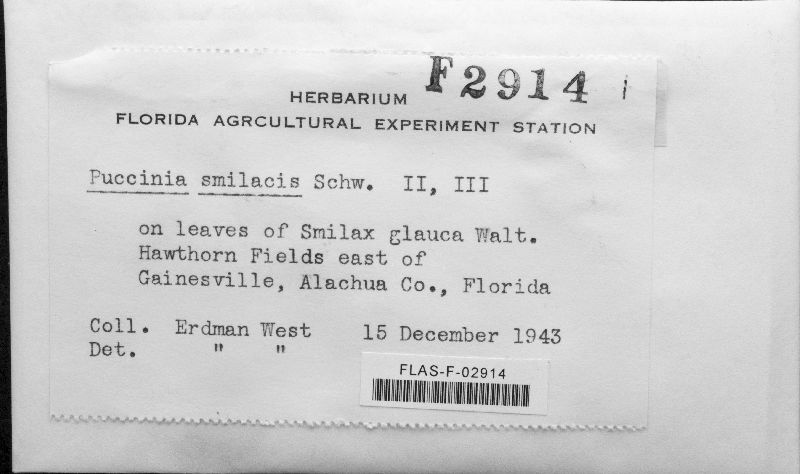 F2914
HERBARIUM
FLORIDA AGRCULTURAL EXPERIMENT STATION
Puccinia smilacis Schw. II, III
on leaves of Smilax glauca Walt.
Hawthorn Fields east of
Gainesville, Alachua Co., Florida
Coll. Erdman West 15 December 1943
Det. " "
FLAS-F-02914